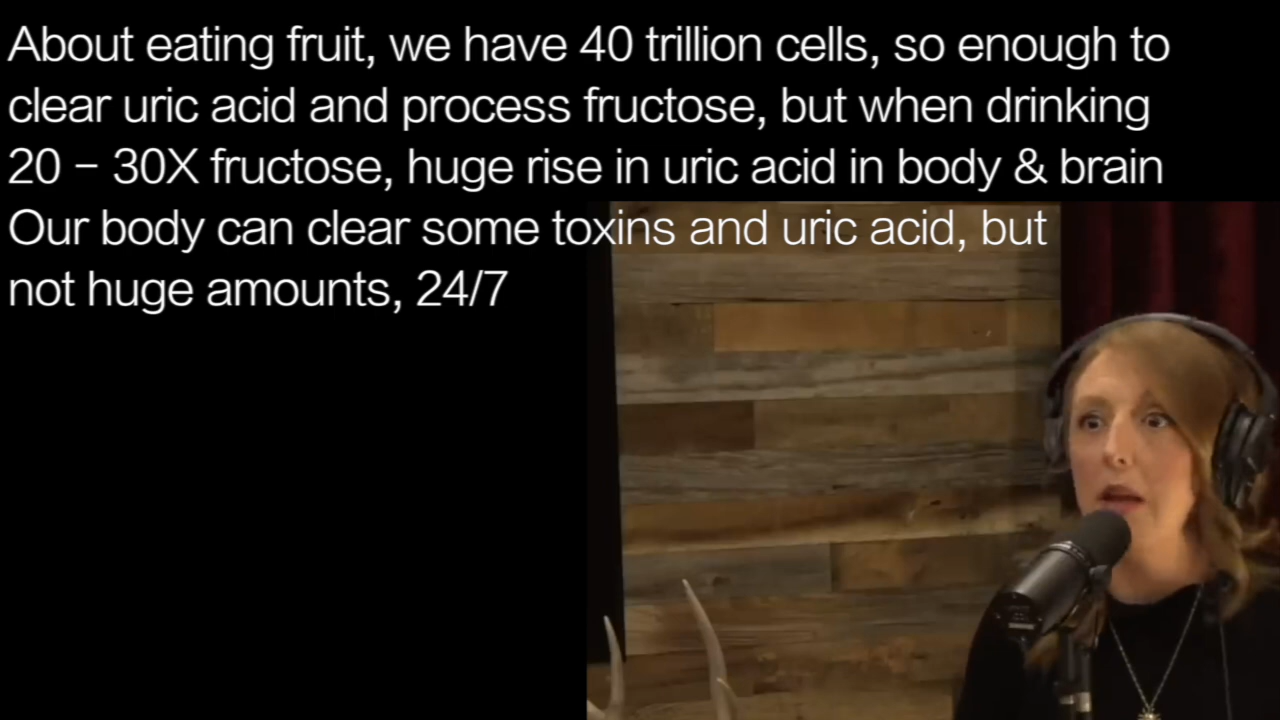 About eating fruit, we have 40 trillion cells, so enough to
clear uric acid and process fructose, but when drinking
20 – 30X fructose, huge rise in uric acid in body & brain
Our body can clear some toxins and uric acid, but
not huge amounts, 24/7